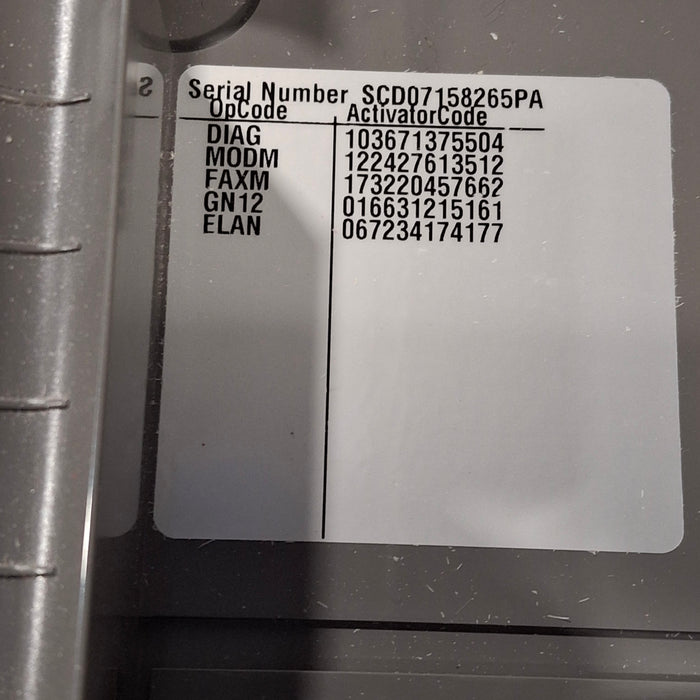 Serial Number SCD07158265PA
OpCode ActivatorCode
DIAG 103671375504
MODM 122427613512
FAXM 173220457662
GN12 016631215161
ELAN 067234174177